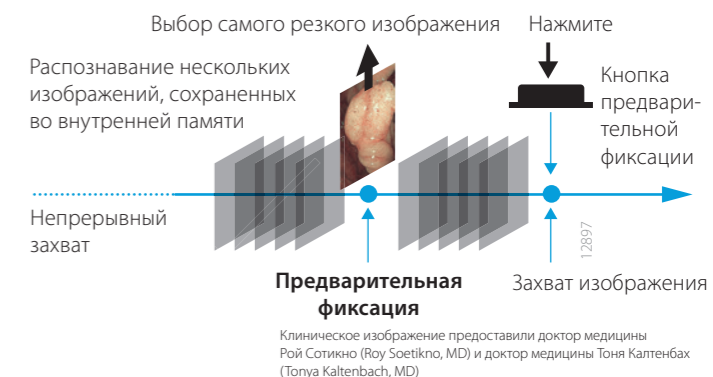 Выбор самого резкого изображения
Нажмите
Распознавание нескольких
изображений, сохраненных
во внутренней памяти
Кнопка
предвари-
тельной
фиксации
Непрерывный
захват
12897
Предварительная
фиксация
Захват изображения
Клиническое изображение предоставили доктор медицины
Рой Сотикно (Roy Soetikno, MD) и доктор медицины Тоня Калтенбах
(Tonya Kaltenbach, MD)